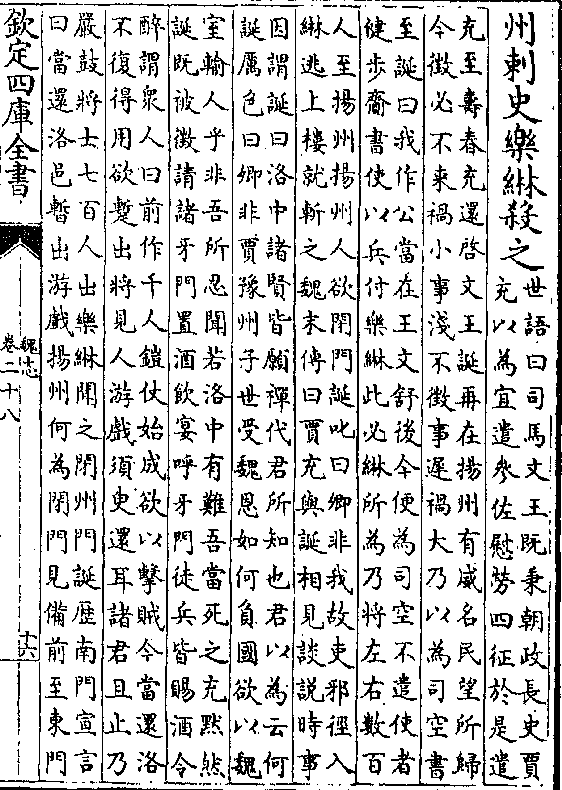 州刺史樂綝殺之
世語曰司馬文王既秉朝政長史賈
充以為宜遣參佐慰勞四征於是遣
充至壽春充還啓文王誕再在揚州有威名民望所歸
今徵必不來禍小事淺不徵事遲禍大乃以為司空書
至誕曰我作公當在王文舒後今便為司空不遣使者
健步齎書使以兵付樂綝此必綝所為乃將左右數百
人至揚州揚州人欲閉門誕叱曰卿非我故吏邪徑入
綝逃上樓就斬之魏末傳曰賈充與誕相見談説時事
因謂誕曰洛中諸賢皆願禪代君所知也君以為云何
誕厲色曰卿非賈豫州子世受魏恩如何負國欲以魏
室輸人乎非吾所忍聞若洛中有難吾當死之充黙然
誕既被徵請諸牙門置酒飲宴呼牙門徒兵皆賜酒令
醉謂衆人曰前作千人鎧仗始成欲以擊賊今當還洛
不復得用欲蹔出將見人游戲須臾還耳諸君且止乃
嚴鼓將士七百人出樂綝聞之閉州門誕歴南門宣言
曰當還洛邑暫出游戲揚州何為閉門見備前至東門
欽定四庫全書
魏志
卷二十八
十六